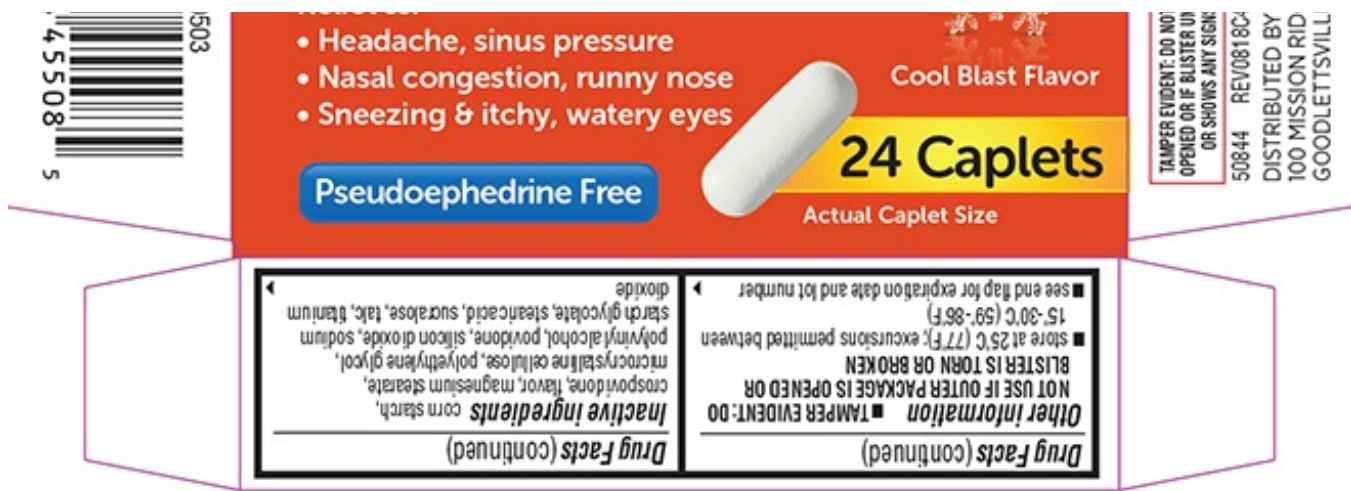 • Headache, sinus pressure
• Nasal congestion, runny nose
• Sneezing & itchy, watery eyes
Pseudoephedrine Free
Cool Blast Flavor
24 Caplets
Actual Caplet Size
503
45508 5
TAMPER EVIDENT: DO NOT
OPENED OR IF BLISTER
OR SHOWS ANY SIGNS
50844 REV0818C
DISTRIBUTED BY
100 MISSION
GOODLETTSVILL
Drug Facts (continued)
Other information ■ TAMPER EVIDENT: DO
NOT USE IF OUTER PACKAGE IS OPENED OR
BLISTER IS TORN OR BROKEN
■ store at 25°C (77°F); excursions permitted between
15°-30°C (59°-86°F)
■ see end flap for expiration date and lot number
Drug Facts (continued)
Inactive ingredients corn starch,
crospovidone, flavor, magnesium stearate,
microcrystalline cellulose, polyethylene glycol,
polyvinyl alcohol, povidone, silicon dioxide, sodium
starch glycolate, stearic acid, sucralose, talc, titanium
dioxide